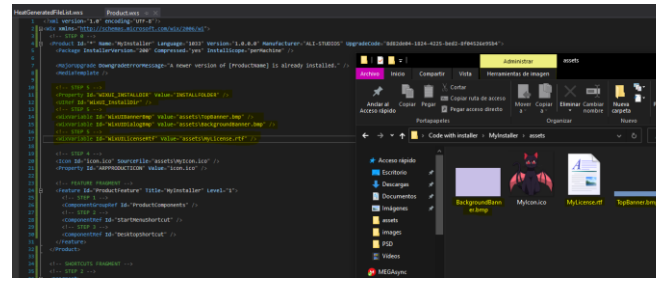 HeatGeneratedFileList.wxs Product.wxs
<?xml version="1.0" encoding="UTF-8"?>
<Wix xmlns="http://schemas.microsoft.com/wix/2006/wi">
<!-- STEP 0 -->
<Product Id="*" Name="MyInstaller" Language="1033" Version="1.0.0.0" Manufacturer="ALI-STUDIOS"
<Package InstallerVersion="200" Compressed="yes" InstallScope="perMachine" />
<MajorUpgrade DowngradeErrorMessage="A newer version of [ProductName] is already installed." />
<MediaTemplate />
<!-- STEP 5 -->
<Property Id="WIXUI_INSTALLDIR" Value="INSTALLFOLDER" />
<UIRef Id="WixUI_InstallDir" />
<!-- STEP 5 -->
<WixVariable Id="WixUIBannerBmp" Value="assets\TopBanner.bmp" />
<WixVariable Id="WixUIDialogBmp" Value="assets\BackgroundBanner.bmp" />
<!-- STEP 5 -->
<WixVariable Id="WixUILicenseRtf" Value="assets\MyLicense.rtf" />
<!-- STEP 4 -->
<Icon Id="icon.ico" SourceFile="assets\MyIcon.ico" />
<Property Id="ARPPRODUCTICON" Value="icon.ico" />
<!-- FEATURE FRAGMENT -->
<Feature Id="ProductFeature" Title="MyInstaller" Level="1">
<!-- STEP 1 -->
<ComponentGroupRef Id="ProductComponents" />
<!-- STEP 2 -->
<ComponentRef Id="StartMenuShortcut" />
<!-- STEP 3 -->
<ComponentRef Id="DesktopShortcut" />
</Feature>
</Product>
<!-- SHORTCUTS FRAGMENT -->
<!-- STEP 2 -->
Administrar assets
Archivo Inicio Compartir Vista Herramientas de imagen
Anclar al Acceso rápido
Copiar
Pegar
Cortar
Copiar ruta de acceso
Pegar acceso directo
Mover a
Copiar a
Eliminar
Cambiar nombre
Nueva carpeta
Portapapeles Organizar Nuevo
Code with installer > MyInstaller > assets
Acceso rápido
Escritorio
Descargas
Documentos
Imágenes
assets
images
PSD
Videos
MEGAsync
BackgroundBann
er.bmp
MyIcon.ico
MyLicense.rtf
TopBanner.bmp